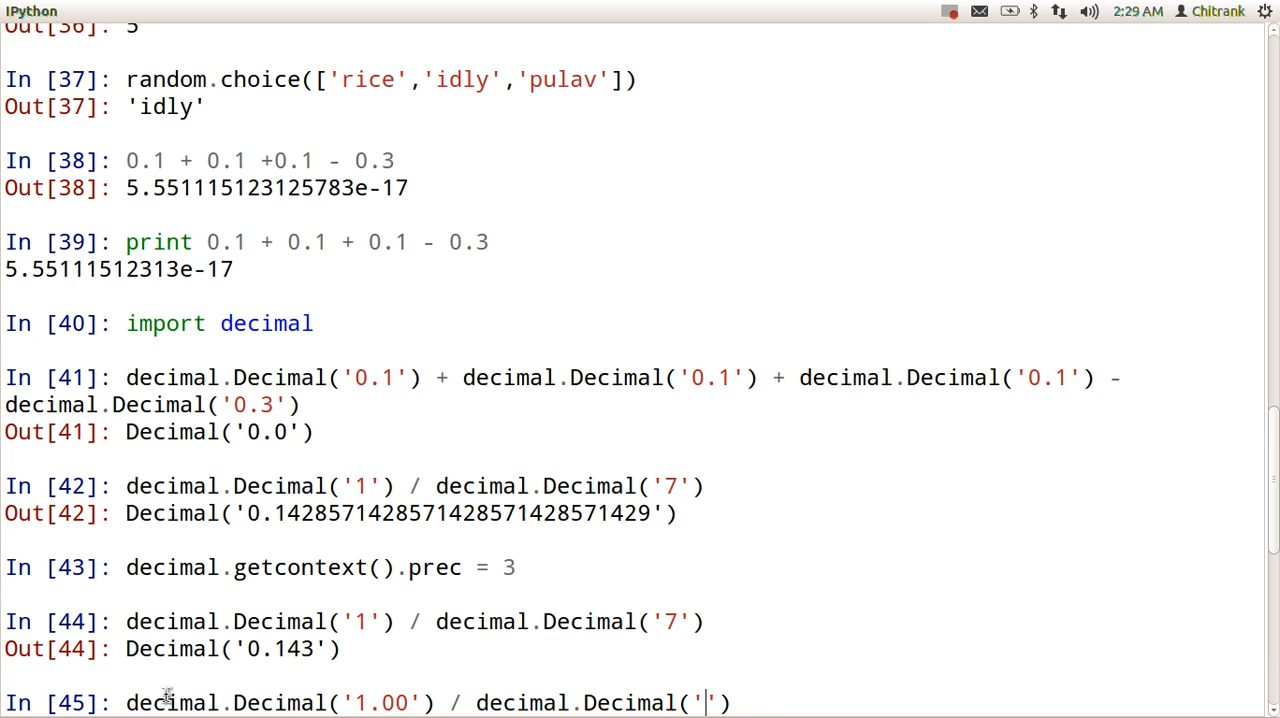 IPython
2:29 AM Chitrank
Out[36]: 5
In [37]: random.choice(['rice','idly','pulav'])
Out[37]: 'idly'
In [38]: 0.1 + 0.1 +0.1 - 0.3
Out[38]: 5.551115123125783e-17
In [39]: print 0.1 + 0.1 + 0.1 - 0.3
5.55111512313e-17
In [40]: import decimal
In [41]: decimal.Decimal('0.1') + decimal.Decimal('0.1') + decimal.Decimal('0.1') -
decimal.Decimal('0.3')
Out[41]: Decimal('0.0')
In [42]: decimal.Decimal('1') / decimal.Decimal('7')
Out[42]: Decimal('0.1428571428571428571428571429')
In [43]: decimal.getcontext().prec = 3
In [44]: decimal.Decimal('1') / decimal.Decimal('7')
Out[44]: Decimal('0.143')
In [45]: decimal.Decimal('1.00') / decimal.Decimal('')